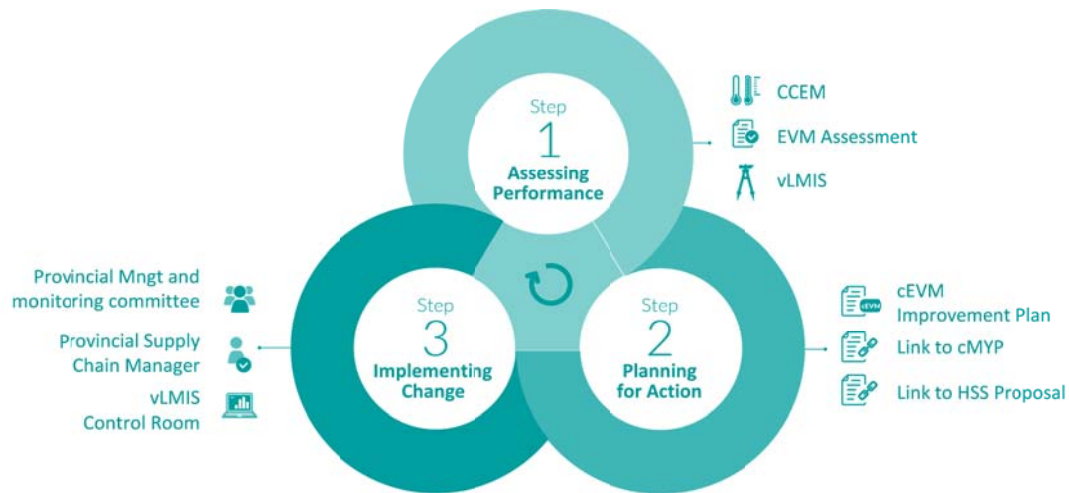 Step
1
Assessing
Performance
CCEM
EVM Assessment
vLMIS
Step
2
Planning
for Action
cEVM
cEVM
Improvement Plan
Link to cMYP
Link to HSS Proposal
Step
3
Implementing
Change
Provincial Mngt and
monitoring committee
Provincial Supply
Chain Manager
vLMIS
Control Room